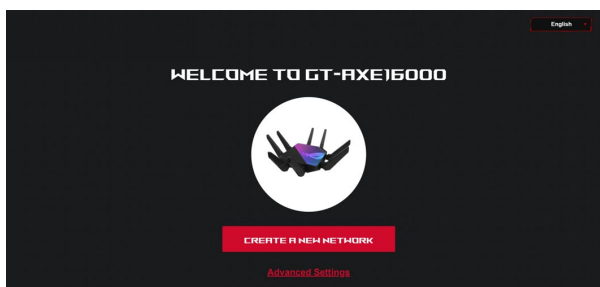 English
WELCOME TO GT-AXE16000
CREATE A NEW NETWORK
Advanced Settings